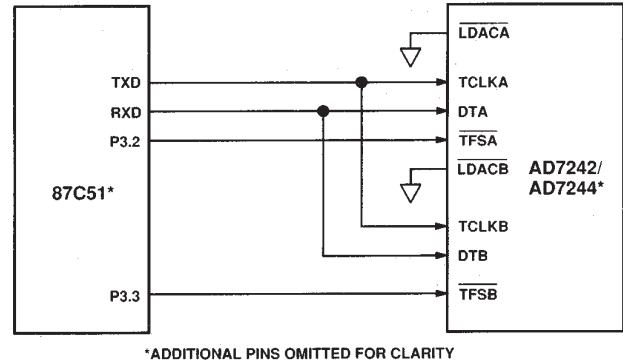 LDACA
TXD
TCLKA
RXD
DTA
P3.2
TFSA
LDACB
AD7242/
AD7244*
87C51*
TCLKB
DTB
P3.3
TFSB
*ADDITIONAL PINS OMITTED FOR CLARITY